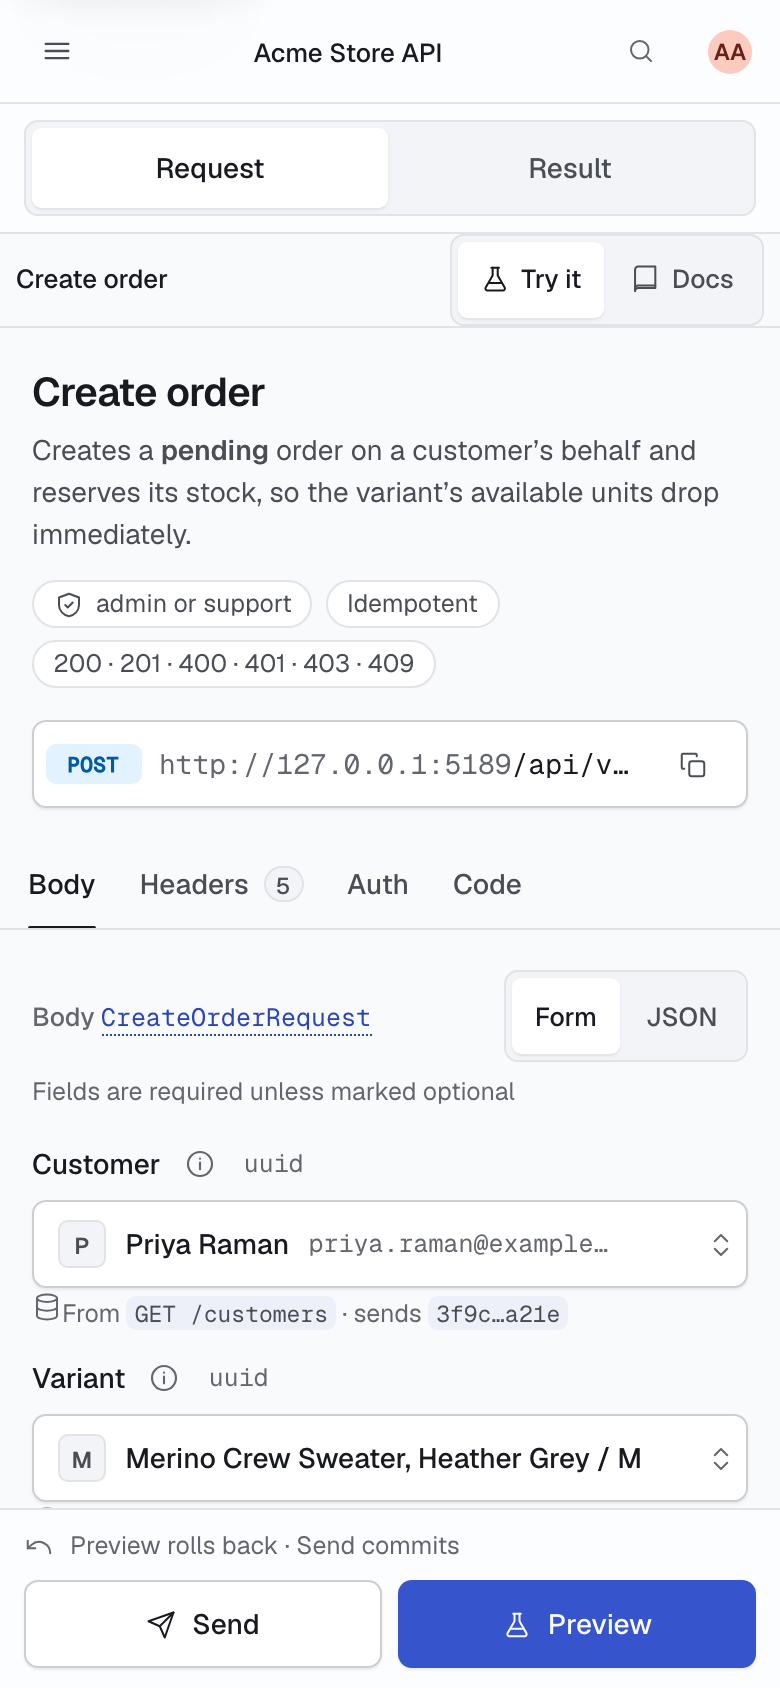 Acme Store API
AA
Request
Result
Create order
Try it
Docs
Create order
Creates a pending order on a customer’s behalf and
reserves its stock, so the variant’s available units drop
immediately.
admin or support
Idempotent
200 · 201 · 400 · 401 · 403 · 409
POST http://127.0.0.1:5189/api/v…
Body
Headers 5
Auth
Code
Body CreateOrderRequest
Form
JSON
Fields are required unless marked optional
Customer uuid
P Priya Raman priya.raman@example…
From GET /customers · sends 3f9c…a21e
Variant uuid
M Merino Crew Sweater, Heather Grey / M
Preview rolls back · Send commits
Send
Preview